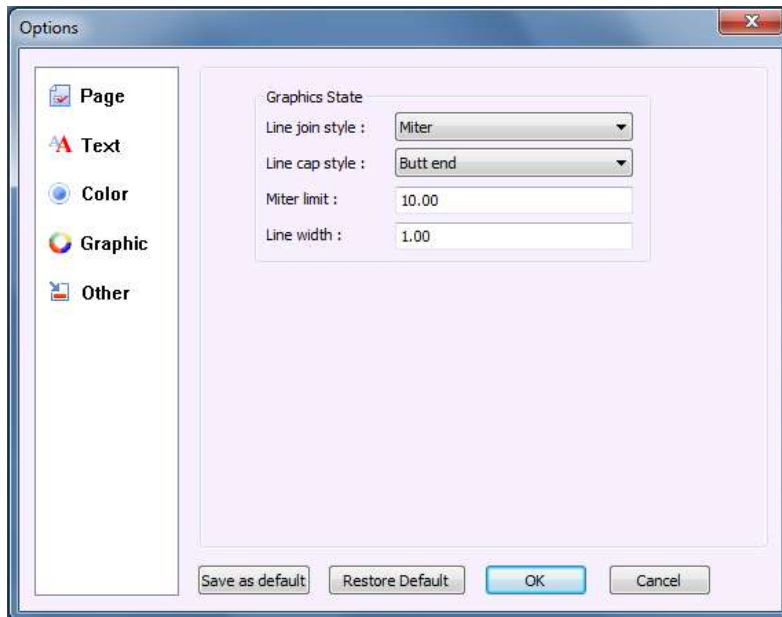 Options
Page
Text
Color
Graphic
Other
Graphics State
Line join style : Miter
Line cap style : Butt end
Miter limit : 10.00
Line width : 1.00
Save as default Restore Default OK Cancel